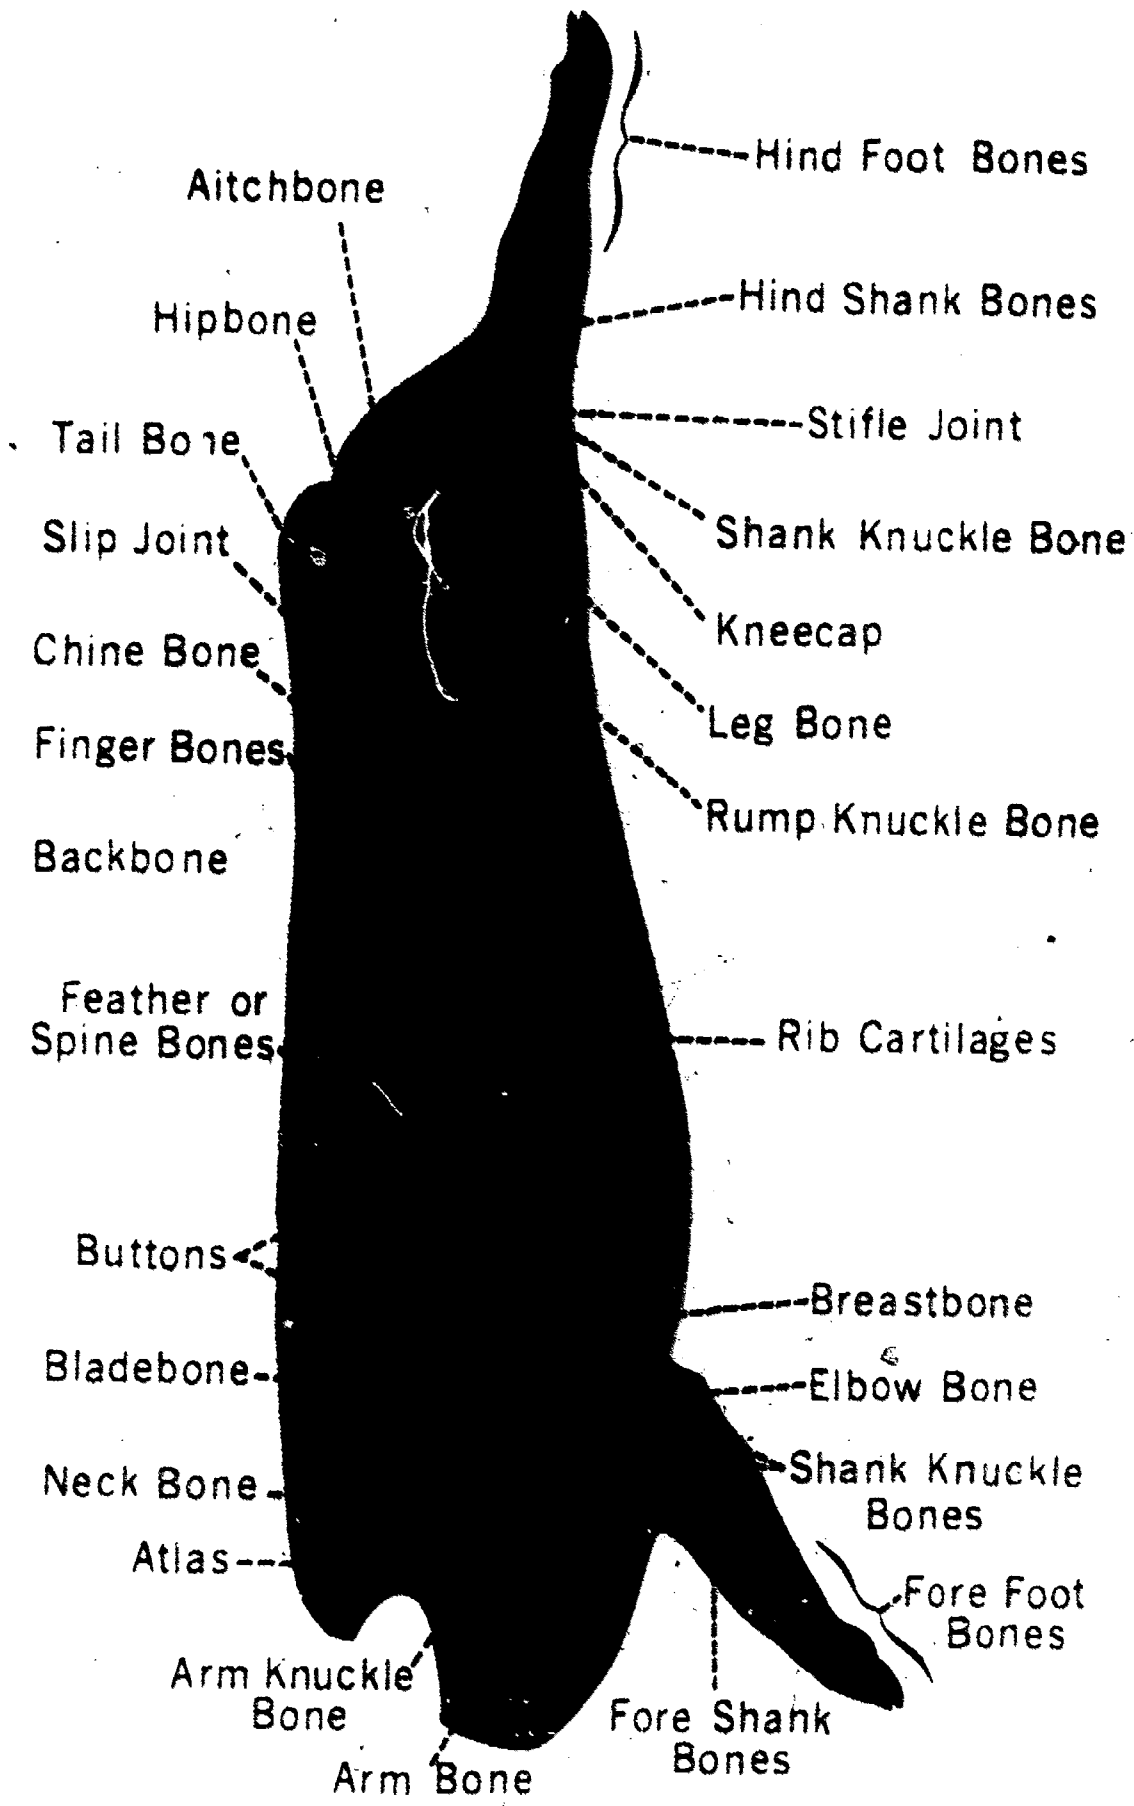 Hind Foot Bones
Aitchbone
Hind Shank Bones
Hipbone
Stifle Joint
Tail Bone
Shank Knuckle Bone
Slip Joint
Kneecap
Chine Bone
Leg Bone
Finger Bones
Rump Knuckle Bone
Backbone
Feather or
Spine Bones
Rib Cartilages
Buttons
Breastbone
Bladebone
Elbow Bone
Neck Bone
Shank Knuckle
Bones
Atlas
Fore Foot
Bones
Arm Knuckle
Bone
Fore Shank
Bones
Arm Bone